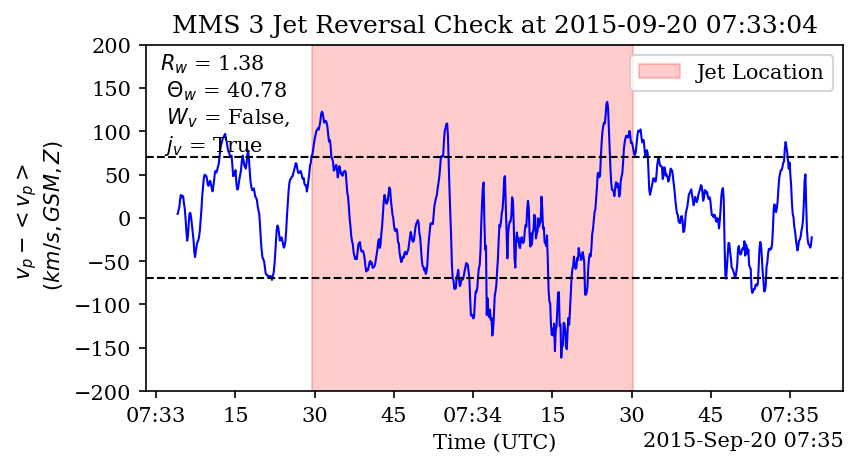 MMS 3 Jet Reversal Check at 2015-09-20 07:33:04
200
150
100
50
0
−50
−100
−150
−200
v_p − < v_p >
(km/s, GSM, Z)
R_w = 1.38
Θ_w = 40.78
W_v = False,
j_v = True
Jet Location
07:33 15 30 45 07:34 15 30 45 07:35
Time (UTC)
2015-Sep-20 07:35